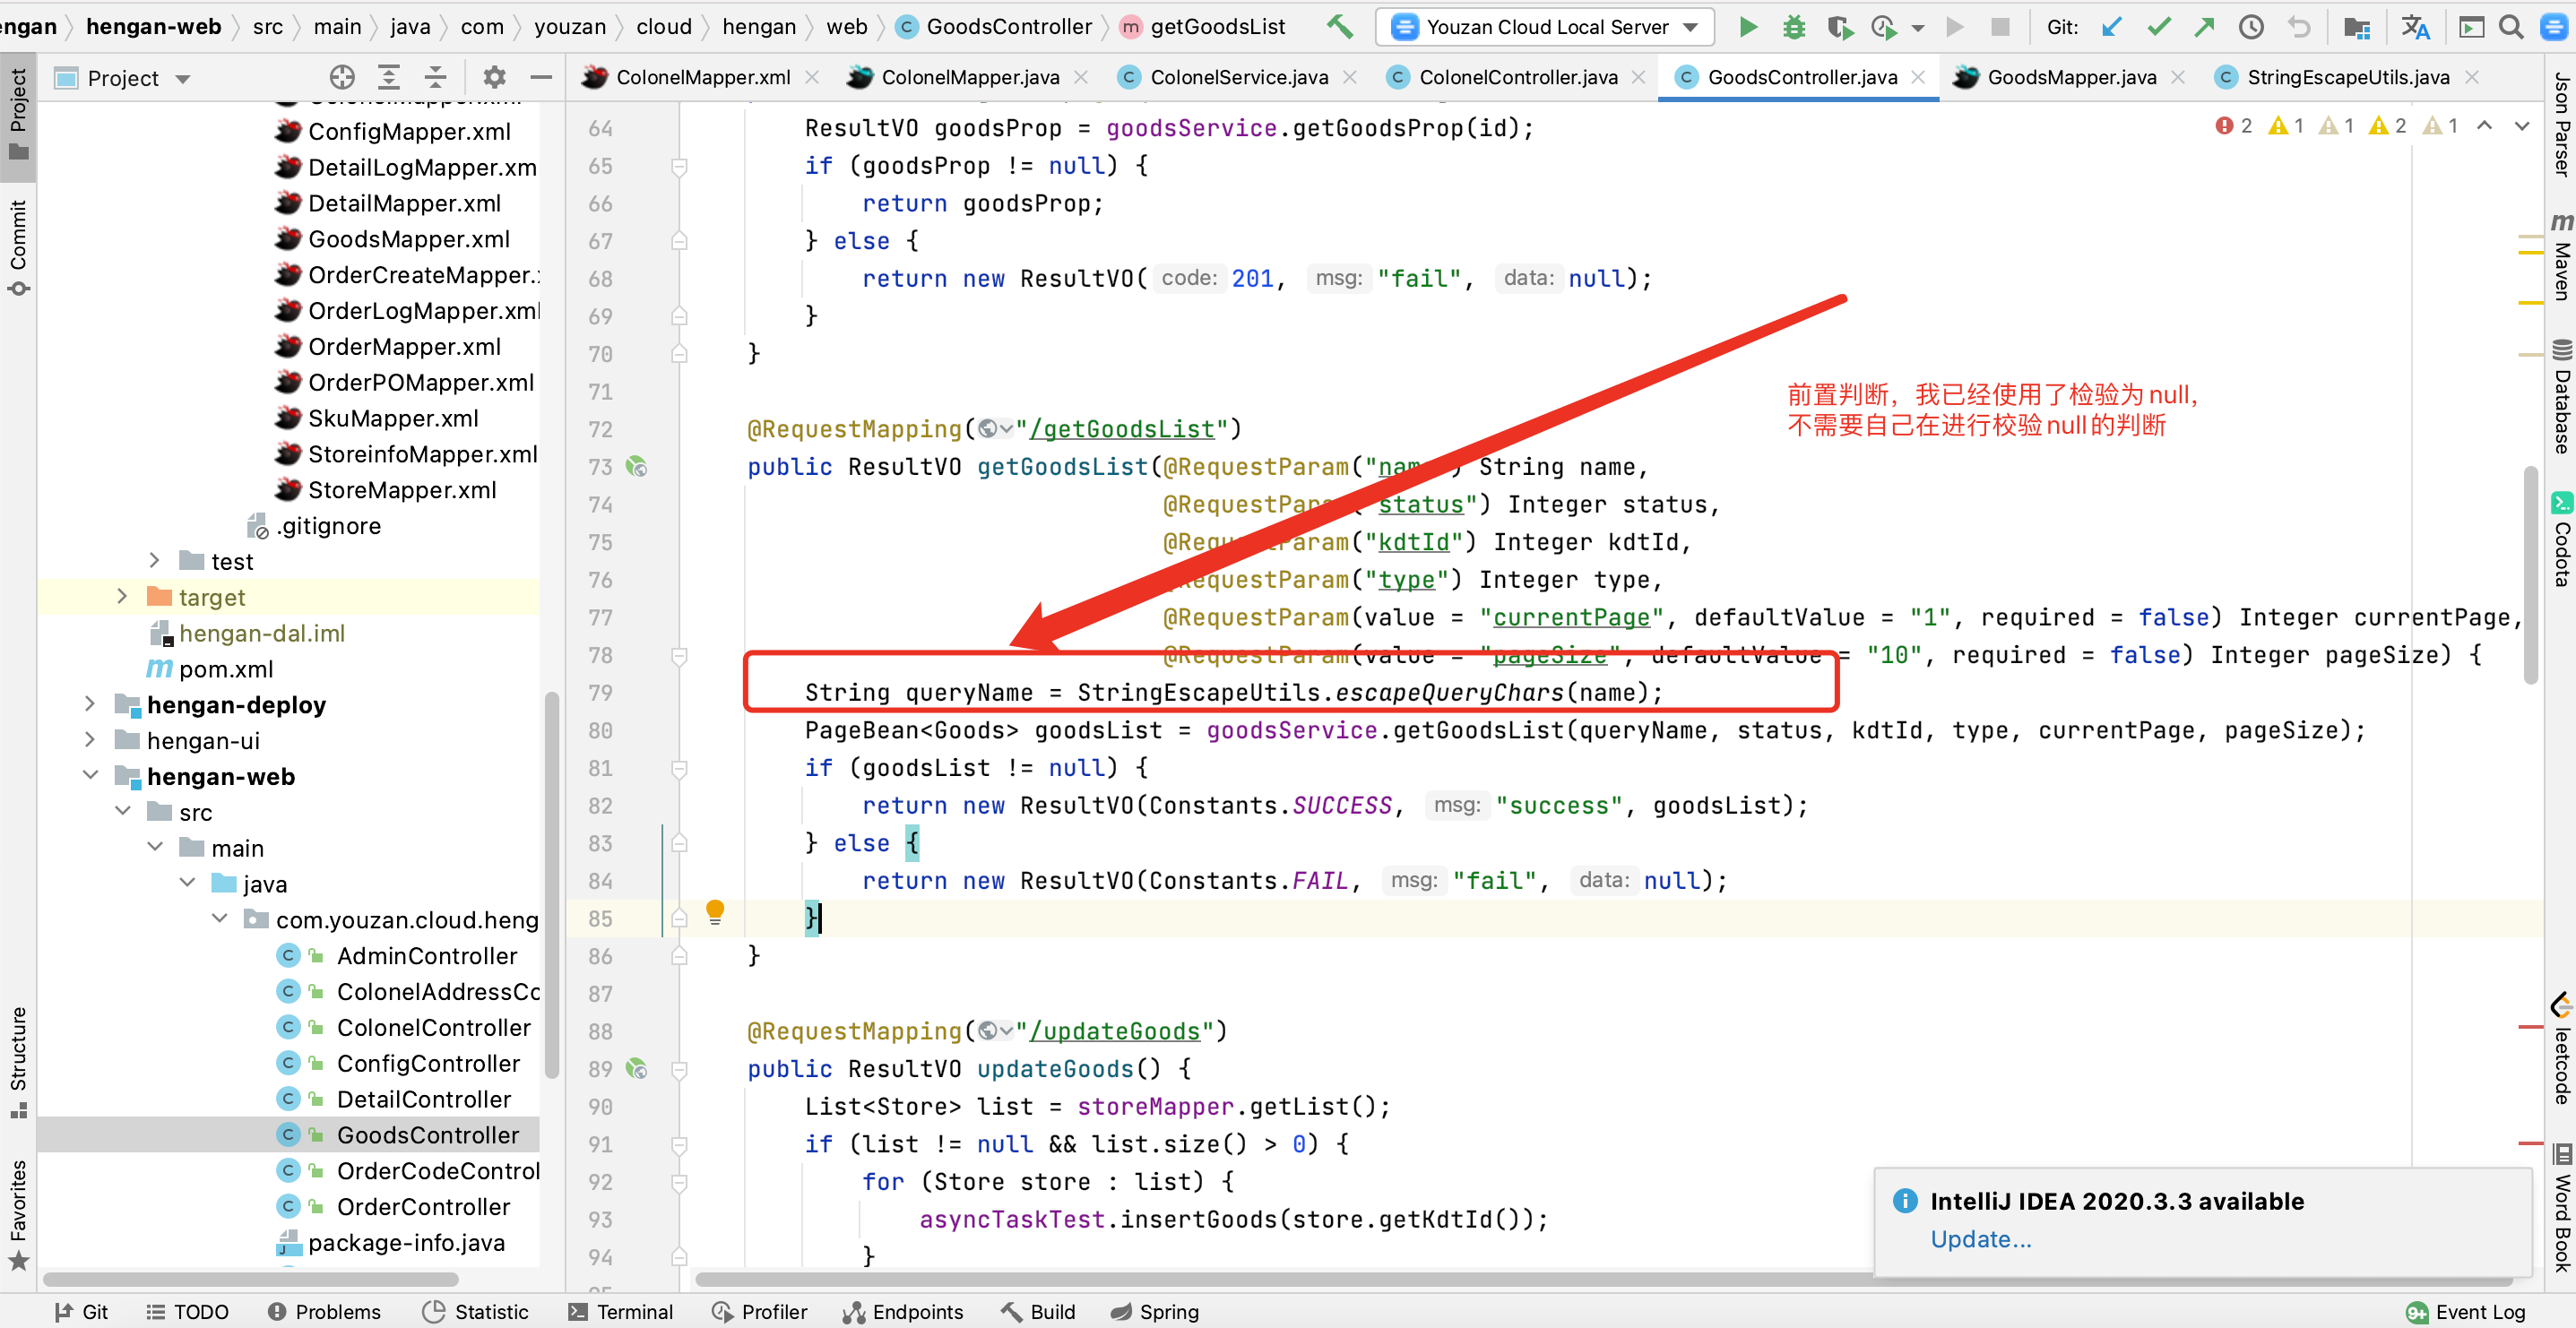 engan
hengan-web
src
main
java
com
youzan
cloud
hengan
web
GoodsController
getGoodsList
Youzan Cloud Local Server
Git:
Project
ColonelMapper.xml
ColonelMapper.java
ColonelService.java
ColonelController.java
GoodsController.java
GoodsMapper.java
StringEscapeUtils.java
Project
Commit
Structure
Favorites
ConfigMapper.xml
DetailLogMapper.xm
DetailMapper.xml
GoodsMapper.xml
OrderCreateMapper.
OrderLogMapper.xml
OrderMapper.xml
OrderPOMapper.xml
SkuMapper.xml
StoreinfoMapper.xml
StoreMapper.xml
.gitignore
test
target
hengan-dal.iml
pom.xml
hengan-deploy
hengan-ui
hengan-web
src
main
java
com.youzan.cloud.heng
AdminController
ColonelAddressCo
ColonelController
ConfigController
DetailController
GoodsController
OrderCodeControl
OrderController
package-info.java
2 1 1 2 1
64 ResultVO goodsProp = goodsService.getGoodsProp(id);
65 if (goodsProp != null) {
66 return goodsProp;
67 } else {
68 return new ResultVO( code: 201, msg: "fail", data: null);
69 }
70 }
71
前置判断，我已经使用了检验为null，
不需要自己在进行校验null的判断
72 @RequestMapping("/getGoodsList")
73 public ResultVO getGoodsList(@RequestParam("name") String name,
74 @RequestParam("status") Integer status,
75 @RequestParam("kdtId") Integer kdtId,
76 @RequestParam("type") Integer type,
77 @RequestParam(value = "currentPage", defaultValue = "1", required = false) Integer currentPage,
78 @RequestParam(value = "pageSize", defaultValue = "10", required = false) Integer pageSize) {
79 String queryName = StringEscapeUtils.escapeQueryChars(name);
80 PageBean<Goods> goodsList = goodsService.getGoodsList(queryName, status, kdtId, type, currentPage, pageSize);
81 if (goodsList != null) {
82 return new ResultVO(Constants.SUCCESS, msg: "success", goodsList);
83 } else {
84 return new ResultVO(Constants.FAIL, msg: "fail", data: null);
85 }
86 }
87
88 @RequestMapping("/updateGoods")
89 public ResultVO updateGoods() {
90 List<Store> list = storeMapper.getList();
91 if (list != null && list.size() > 0) {
92 for (Store store : list) {
93 asyncTaskTest.insertGoods(store.getKdtId());
94 }
IntelliJ IDEA 2020.3.3 available
Update...
Json Parser
Maven
Database
Codota
leetcode
Word Book
Git
TODO
Problems
Statistic
Terminal
Profiler
Endpoints
Build
Spring
9+ Event Log